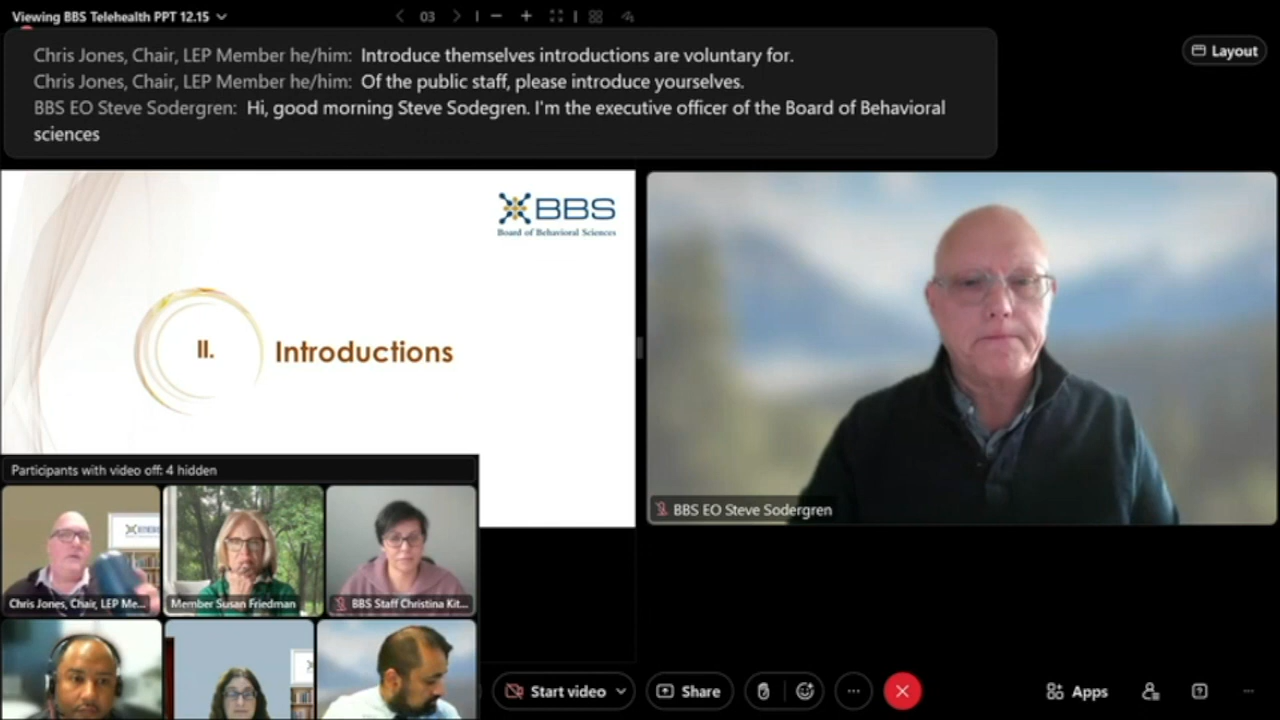 Viewing BBS Telehealth PPT 12.15
03
Chris Jones, Chair, LEP Member he/him: Introduce themselves introductions are voluntary for.
Chris Jones, Chair, LEP Member he/him: Of the public staff, please introduce yourselves.
BBS EO Steve Sodergren: Hi, good morning Steve Sodegren. I'm the executive officer of the Board of Behavioral
sciences
Layout
BBS
Board of Behavioral Sciences
II.
Introductions
BBS EO Steve Sodergren
Participants with video off: 4 hidden
Chris Jones, Chair, LEP Me...
Member Susan Friedman
BBS Staff Christina Kit...
Start video
Share
Apps